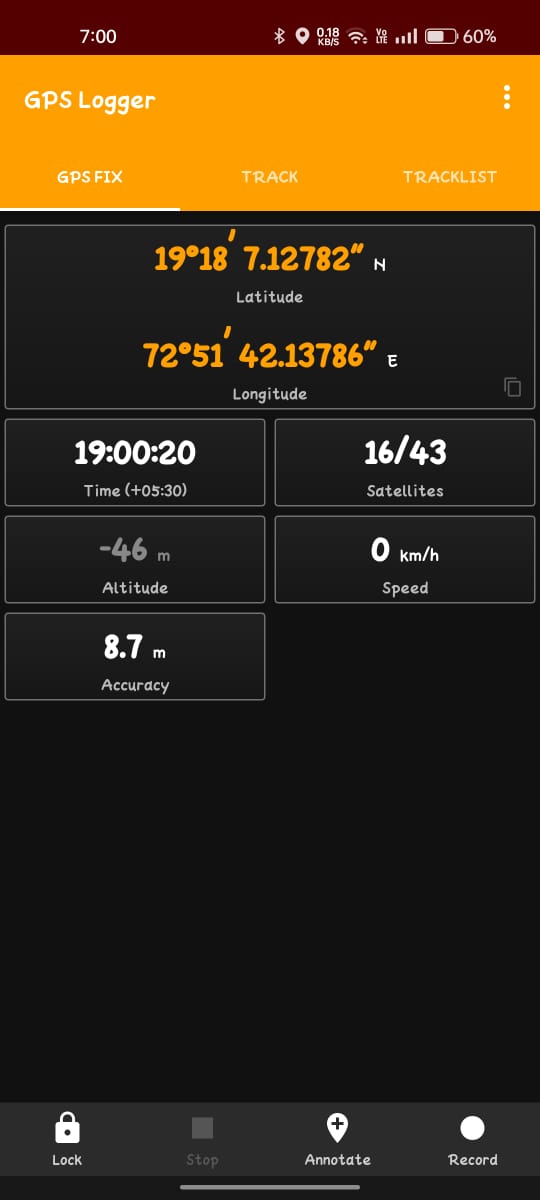 7:00 0.18 KB/S Vo LTE 60%
GPS Logger
GPS FIX TRACK TRACKLIST
19°18′ 7.12782″ N
Latitude
72°51′ 42.13786″ E
Longitude
19:00:20 16/43
Time (+05:30) Satellites
-46 m 0 km/h
Altitude Speed
8.7 m
Accuracy
Lock Stop Annotate Record